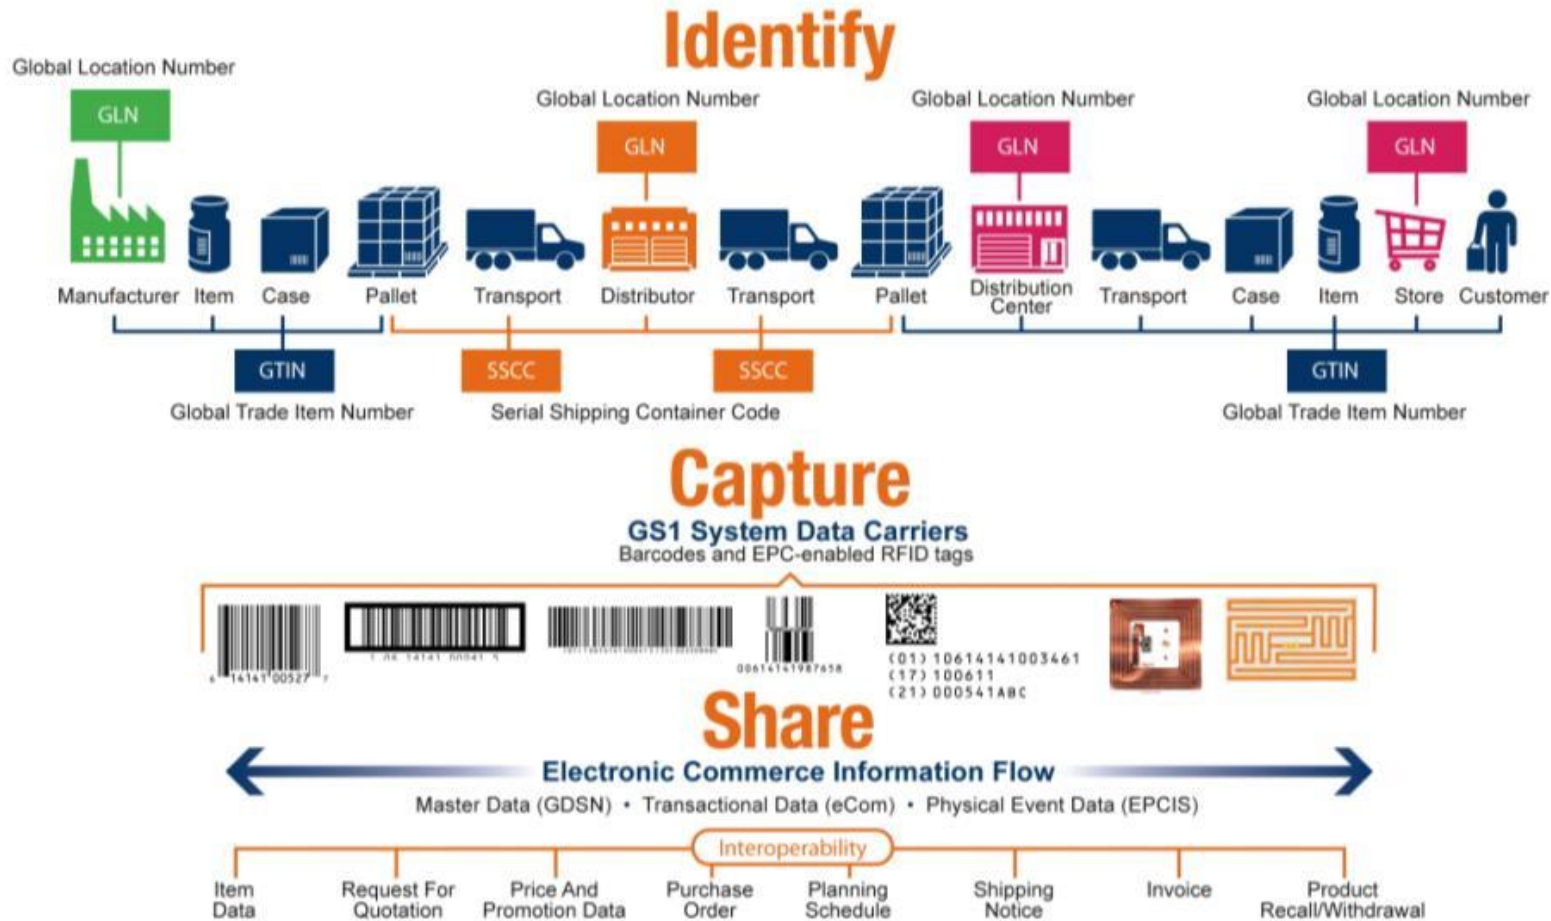 Identify
Global Location Number
GLN
Global Location Number
GLN
Global Location Number
GLN
Global Location Number
GLN
Manufacturer
Item
Case
Pallet
Transport
Distributor
Transport
Pallet
Distribution
Center
Transport
Case
Item
Store
Customer
GTIN
Global Trade Item Number
SSCC
SSCC
Serial Shipping Container Code
GTIN
Global Trade Item Number
Capture
GS1 System Data Carriers
Barcodes and EPC-enabled RFID tags
6 14141 00527 7
00614141987658
(01) 10614141003461
(17) 100611
(21) 000541ABC
Share
Electronic Commerce Information Flow
Master Data (GDSN) • Transactional Data (eCom) • Physical Event Data (EPCIS)
Interoperability
Item
Data
Request For
Quotation
Price And
Promotion Data
Purchase
Order
Planning
Schedule
Shipping
Notice
Invoice
Product
Recall/Withdrawal